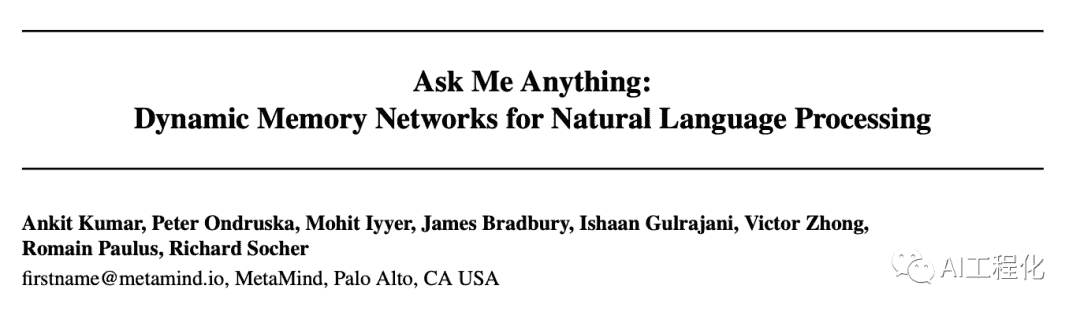 Ask Me Anything:
Dynamic Memory Networks for Natural Language Processing
Ankit Kumar, Peter Ondruska, Mohit Iyyer, James Bradbury, Ishaan Gulrajani, Victor Zhong,
Romain Paulus, Richard Socher
firstname@metamind.io, MetaMind, Palo Alto, CA USA
AI工程化